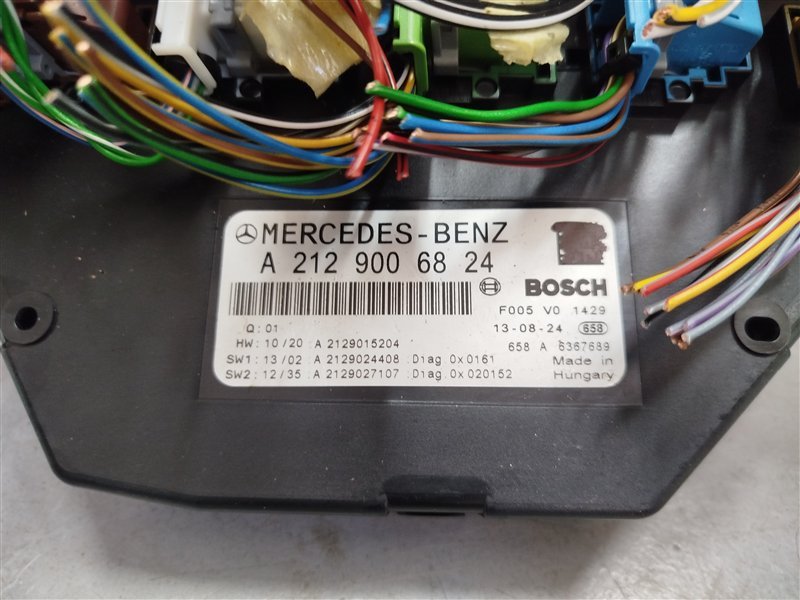 MERCEDES-BENZ
A 212 900 68 24
BOSCH
F005 V0 1429
Q:01 13-08-24 658
HW: 10/20 :A 2129015204 658 A 6367689
SW1: 13/02 :A 2129024408 :Diag.0x0161 Made in
SW2: 12/35 :A 2129027107 :Diag.0x020152 Hungary